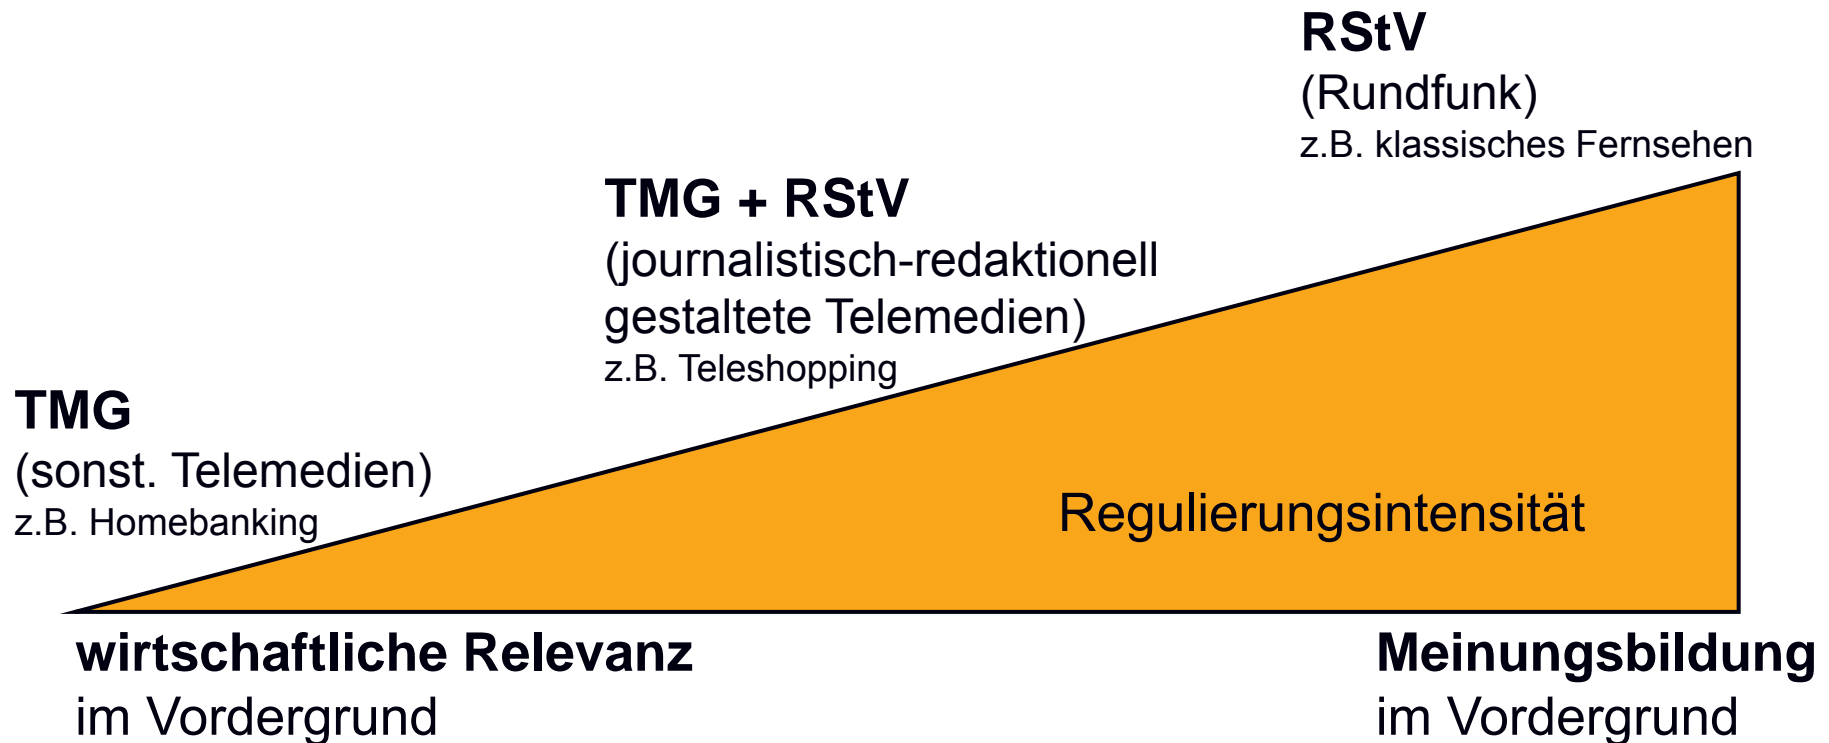 RStV
(Rundfunk)
z.B. klassisches Fernsehen
TMG + RStV
(journalistisch-redaktionell
gestaltete Telemedien)
z.B. Teleshopping
TMG
(sonst. Telemedien)
z.B. Homebanking
Regulierungsintensität
wirtschaftliche Relevanz
im Vordergrund
Meinungsbildung
im Vordergrund